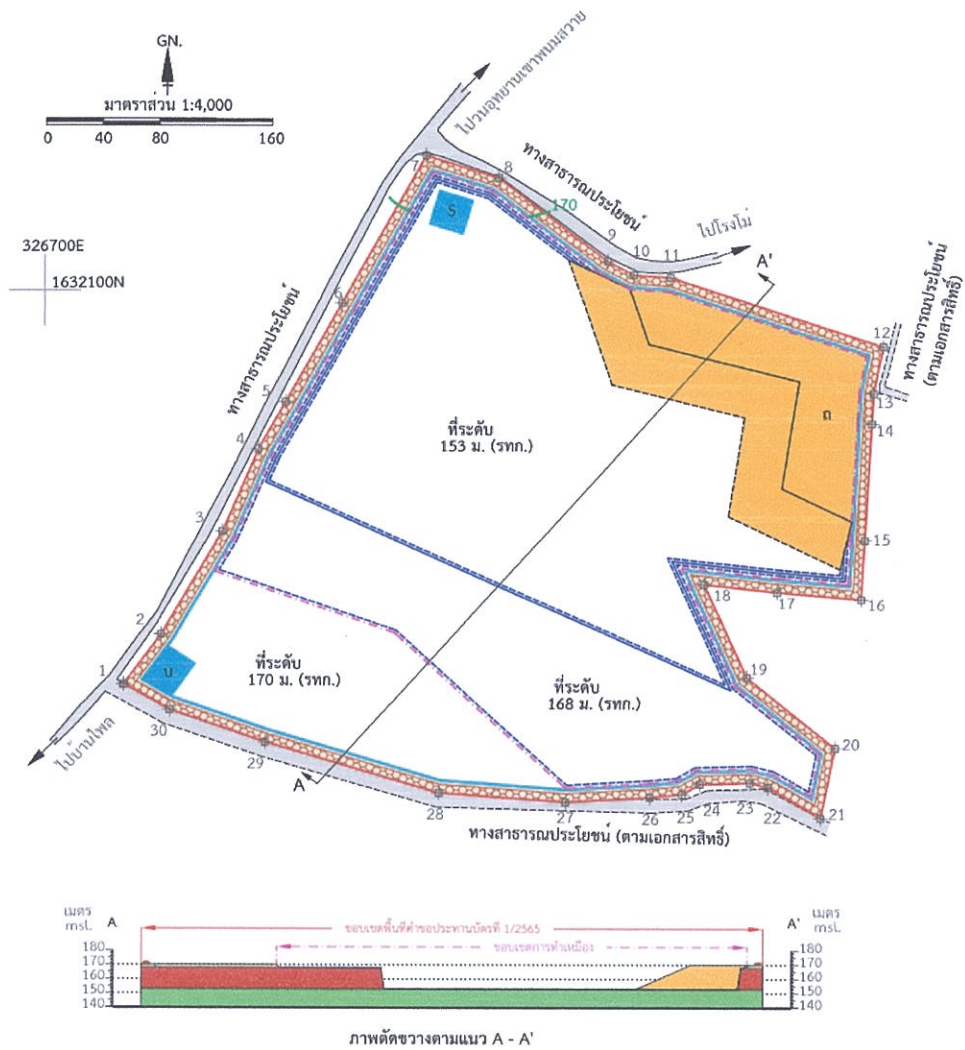 GN.
มาตราส่วน 1:4,000
0 40 80 160
326700E
1632100N
ไปวนอุทยานเขาพนมสวาย
ทางสาธารณประโยชน์
ไปโรงโม่
ทางสาธารณประโยชน์
(ตามเอกสารสิทธิ์)
ทางสาธารณประโยชน์
ไปบ้านไพล
7
8
170
9
10
11
A'
12
13
14
15
16
17
18
19
20
21
22
23
24
25
26
27
28
29
30
1
2
3
4
5
6
S
ถ
ที่ระดับ
153 ม. (รทก.)
ที่ระดับ
170 ม. (รทก.)
ที่ระดับ
168 ม. (รทก.)
บ
A
ทางสาธารณประโยชน์ (ตามเอกสารสิทธิ์)
เมตร
msl.
A
ขอบเขตพื้นที่คำขอประทานบัตรที่ 1/2565
ขอบเขตการทำเหมือง
A'
เมตร
msl.
180
170
160
150
140
180
170
160
150
140
ภาพตัดขวางตามแนว A - A'